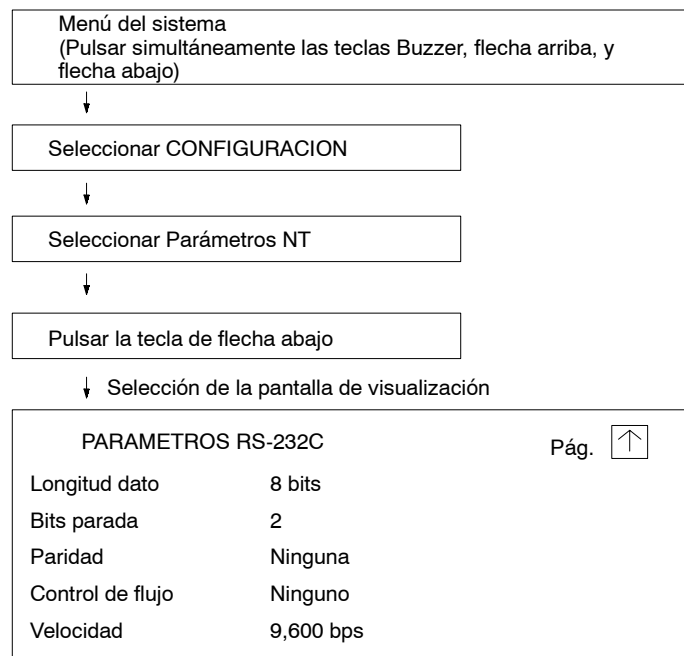 Menú del sistema
(Pulsar simultáneamente las teclas Buzzer, flecha arriba, y
flecha abajo)
Seleccionar CONFIGURACION
Seleccionar Parámetros NT
Pulsar la tecla de flecha abajo
Selección de la pantalla de visualización
PARAMETROS RS-232C Pág. ↑
Longitud dato 8 bits
Bits parada 2
Paridad Ninguna
Control de flujo Ninguno
Velocidad 9,600 bps